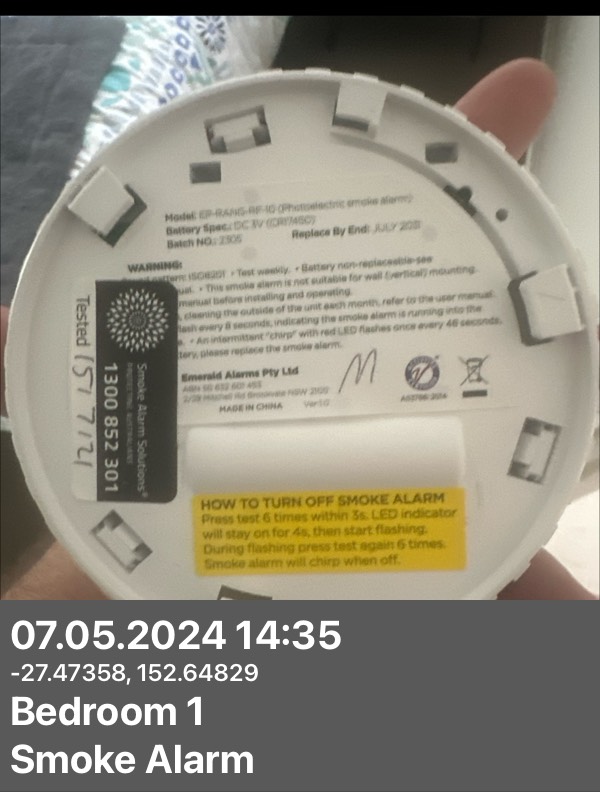 Model: EP-RANG-RF-10 (Photoelectric smoke alarm)
Battery Spec.: DC 3V (CR17450)
Batch NO.: 2305
Replace By End: JULY
WARNING:
• Test weekly. • Battery non-replaceable-see
• This smoke alarm is not suitable for wall (vertical) mounting.
manual before installing and operating.
cleaning the outside of the unit each month, refer to the user manual.
flash every 8 seconds, indicating the smoke alarm is running into the
• An intermittent "chirp" with red LED flashes once every 48 seconds,
please replace the smoke alarm.
Emerald Alarms Pty Ltd
NSW 2100
MADE IN CHINA
AS3786:2014
Smoke Alarm Solutions®
PROTECTING AUSTRALIANS
1300 852 301
Tested 15/7/21
HOW TO TURN OFF SMOKE ALARM
Press test 6 times within 3s, LED indicator
will stay on for 4s, then start flashing.
During flashing press test again 6 times.
Smoke alarm will chirp when off.
07.05.2024 14:35
-27.47358, 152.64829
Bedroom 1
Smoke Alarm